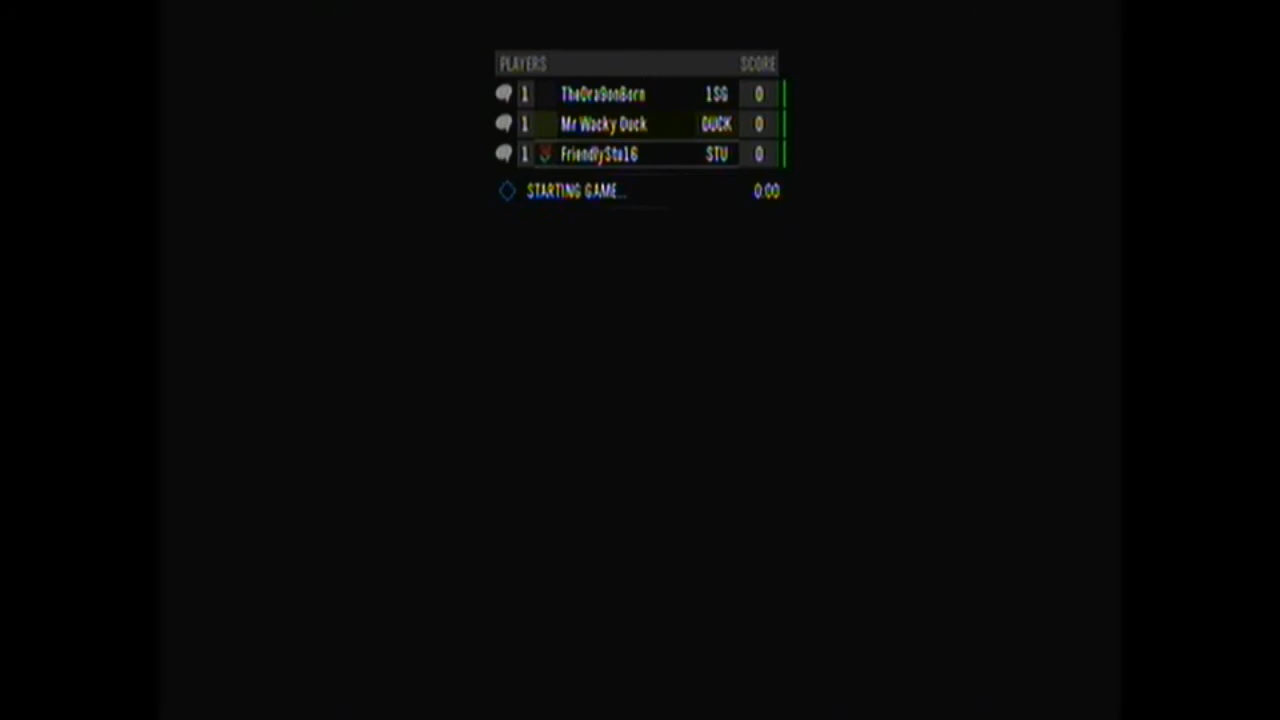 PLAYERS SCORE
1 TheDra9onBorn 1SG 0
1 Mr Wacky Duck DUCK 0
1 FriendlyStu16 STU 0
STARTING GAME... 0:00